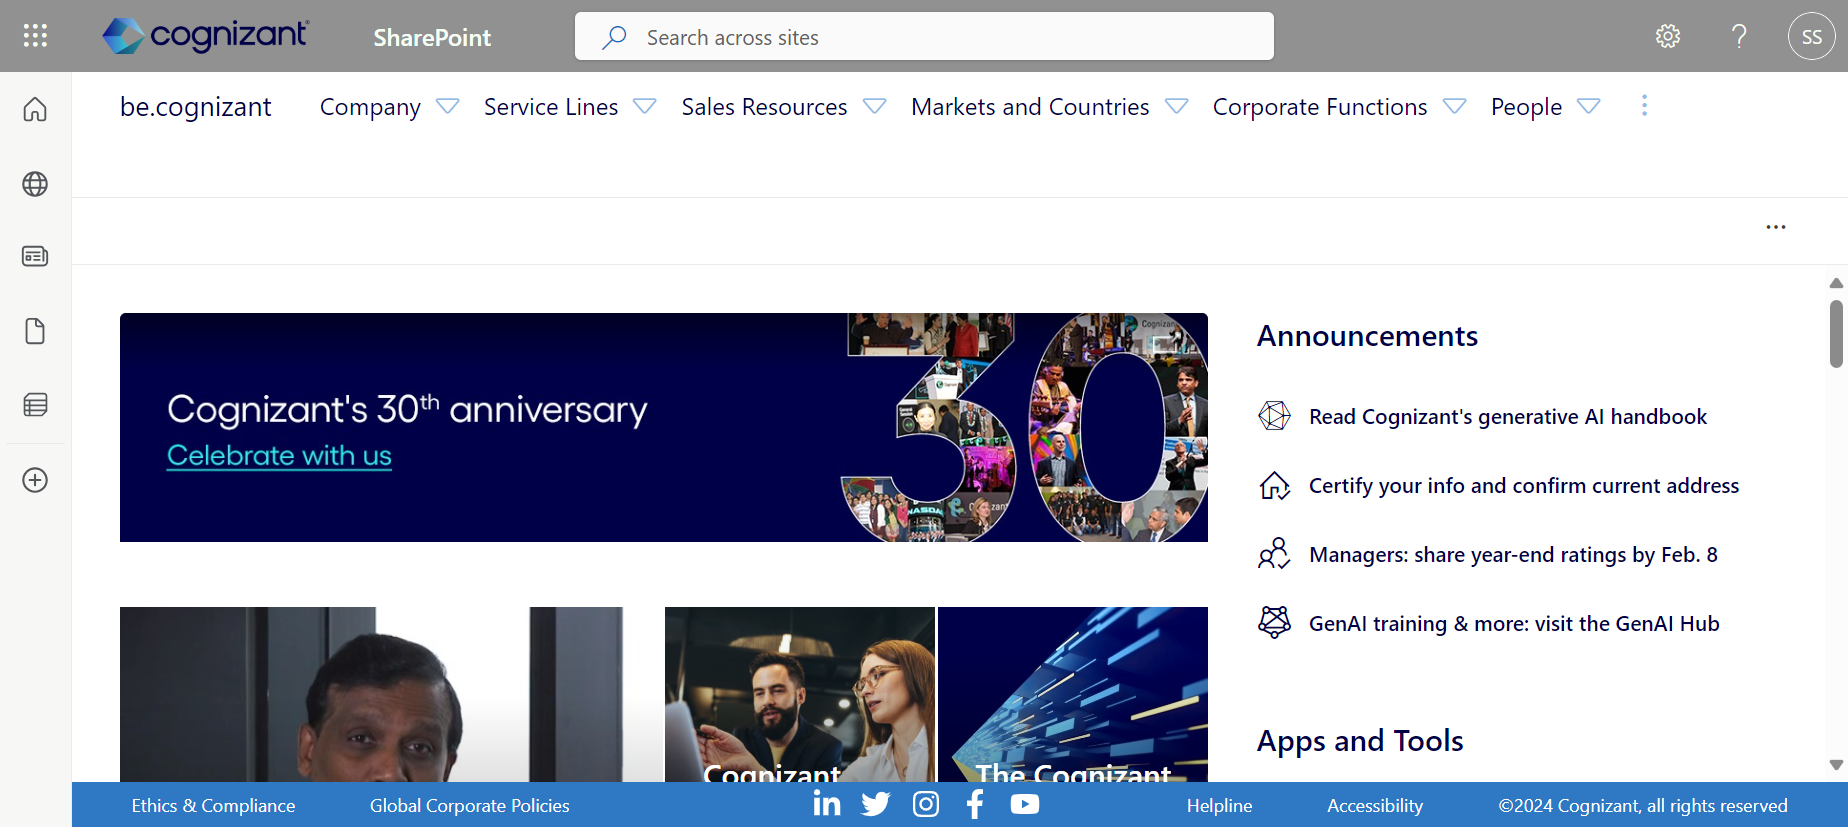 cognizant
SharePoint
Search across sites
?
SS
be.cognizant
Company
Service Lines
Sales Resources
Markets and Countries
Corporate Functions
People
Cognizant's 30th anniversary
Celebrate with us
30
NASDA
Announcements
Read Cognizant's generative AI handbook
Certify your info and confirm current address
Managers: share year-end ratings by Feb. 8
GenAI training & more: visit the GenAI Hub
Cognizant
The Cognizant
Apps and Tools
Ethics & Compliance
Global Corporate Policies
in
f
Helpline
Accessibility
©2024 Cognizant, all rights reserved